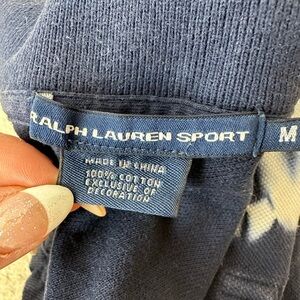 RALPH LAUREN SPORT M
MADE IN CHINA
100% COTTON
EXCLUSIVE OF
DECORATION